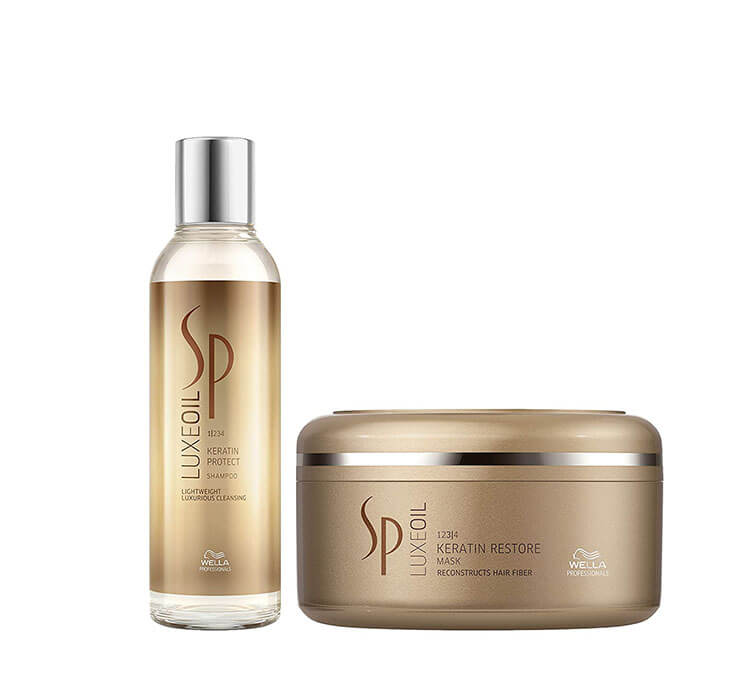 SP
LUXEOIL
1|234
KERATIN
PROTECT
SHAMPOO
LIGHTWEIGHT
LUXURIOUS CLEANSING
WELLA
PROFESSIONALS
SP
LUXEOIL
123|4
KERATIN RESTORE
MASK
RECONSTRUCTS HAIR FIBER
WELLA
PROFESSIONALS